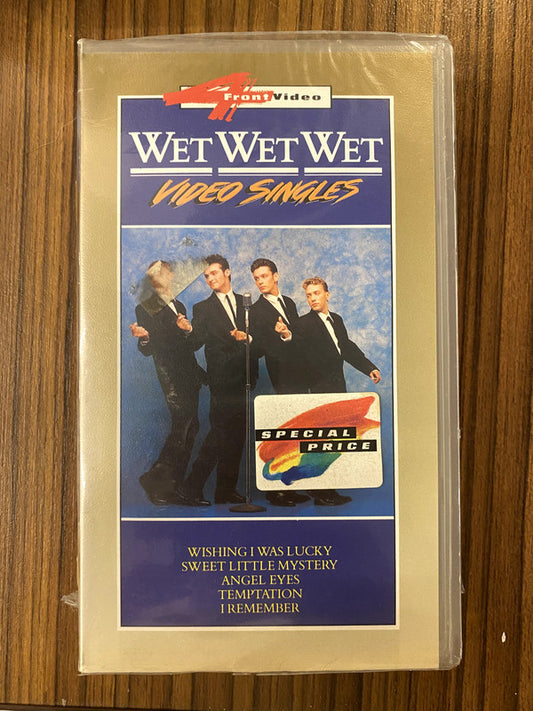 4 Front Video
WET WET WET
VIDEO SINGLES
SPECIAL
PRICE
WISHING I WAS LUCKY
SWEET LITTLE MYSTERY
ANGEL EYES
TEMPTATION
I REMEMBER